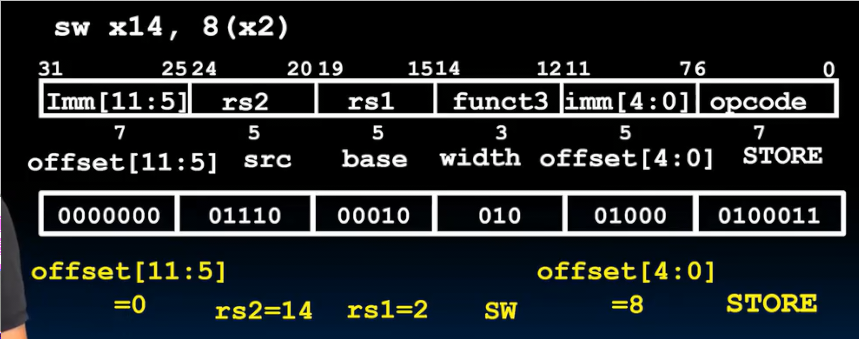 sw x14, 8(x2)
31 25 24 20 19 15 14 12 11 7 6 0
Imm[11:5] rs2 rs1 funct3 imm[4:0] opcode
7 5 5 3 5 7
offset[11:5] src base width offset[4:0] STORE
0000000 01110 00010 010 01000 0100011
offset[11:5] offset[4:0]
=0 rs2=14 rs1=2 SW =8 STORE